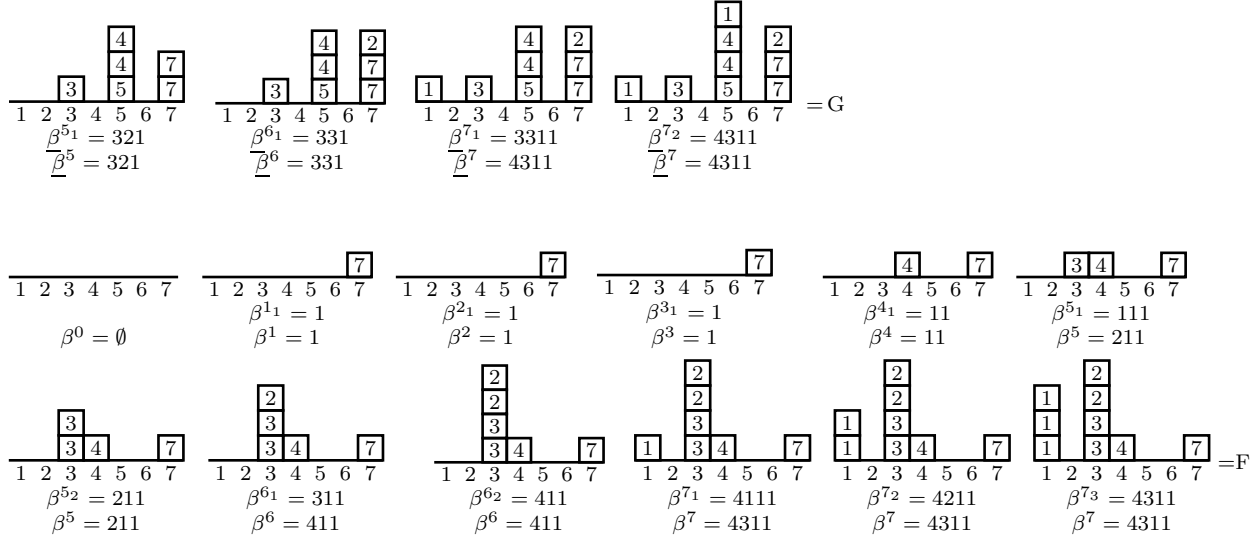 1
4 4 2 4 2 4 2
4 7 4 7 4 7 4 7
3 5 7 3 5 7 1 3 5 7 1 3 5 7 = G
1 2 3 4 5 6 7 1 2 3 4 5 6 7 1 2 3 4 5 6 7 1 2 3 4 5 6 7
β̲^{5_1} = 321 β̲^{6_1} = 331 β̲^{7_1} = 3311 β̲^{7_2} = 4311
β̲^5 = 321 β̲^6 = 331 β̲^7 = 4311 β̲^7 = 4311
7 7 7 4 7 3 4 7
1 2 3 4 5 6 7 1 2 3 4 5 6 7 1 2 3 4 5 6 7 1 2 3 4 5 6 7 1 2 3 4 5 6 7 1 2 3 4 5 6 7
β^{1_1} = 1 β^{2_1} = 1 β^{3_1} = 1 β^{4_1} = 11 β^{5_1} = 111
β^0 = ∅ β^1 = 1 β^2 = 1 β^3 = 1 β^4 = 11 β^5 = 211
2 2 2 2
2 2 2 2 1 2
3 3 3 3 1 3 1 3
3 4 7 3 4 7 3 4 7 1 3 4 7 1 3 4 7 1 3 4 7 =F
1 2 3 4 5 6 7 1 2 3 4 5 6 7 1 2 3 4 5 6 7 1 2 3 4 5 6 7 1 2 3 4 5 6 7 1 2 3 4 5 6 7
β^{5_2} = 211 β^{6_1} = 311 β^{6_2} = 411 β^{7_1} = 4111 β^{7_2} = 4211 β^{7_3} = 4311
β^5 = 211 β^6 = 411 β^6 = 411 β^7 = 4311 β^7 = 4311 β^7 = 4311